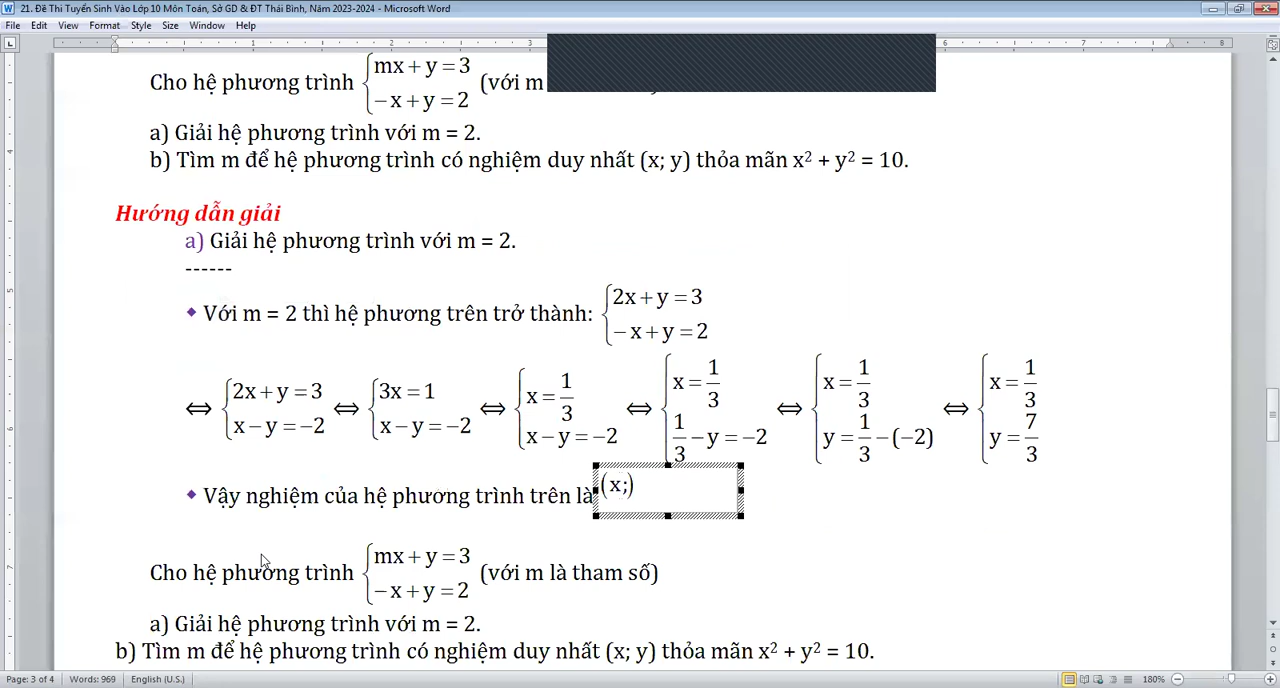 21. Đề Thi Tuyển Sinh Vào Lớp 10 Môn Toán, Sở GD & ĐT Thái Bình, Năm 2023-2024 - Microsoft Word
File Edit View Format Style Size Window Help
1 2 3 6 7 8
Cho hệ phương trình { mx + y = 3 ; −x + y = 2 (với m
a) Giải hệ phương trình với m = 2.
b) Tìm m để hệ phương trình có nghiệm duy nhất (x; y) thỏa mãn x² + y² = 10.
Hướng dẫn giải
a) Giải hệ phương trình với m = 2.
------
◆ Với m = 2 thì hệ phương trên trở thành: { 2x + y = 3 ; −x + y = 2
⇔ { 2x + y = 3 ; x − y = −2 ⇔ { 3x = 1 ; x − y = −2 ⇔ { x = 1/3 ; x − y = −2 ⇔ { x = 1/3 ; 1/3 − y = −2 ⇔ { x = 1/3 ; y = 1/3 − (−2) ⇔ { x = 1/3 ; y = 7/3
◆ Vậy nghiệm của hệ phương trình trên là (x;)
Cho hệ phương trình { mx + y = 3 ; −x + y = 2 (với m là tham số)
a) Giải hệ phương trình với m = 2.
b) Tìm m để hệ phương trình có nghiệm duy nhất (x; y) thỏa mãn x² + y² = 10.
Page: 3 of 4 Words: 969 English (U.S.) 180%